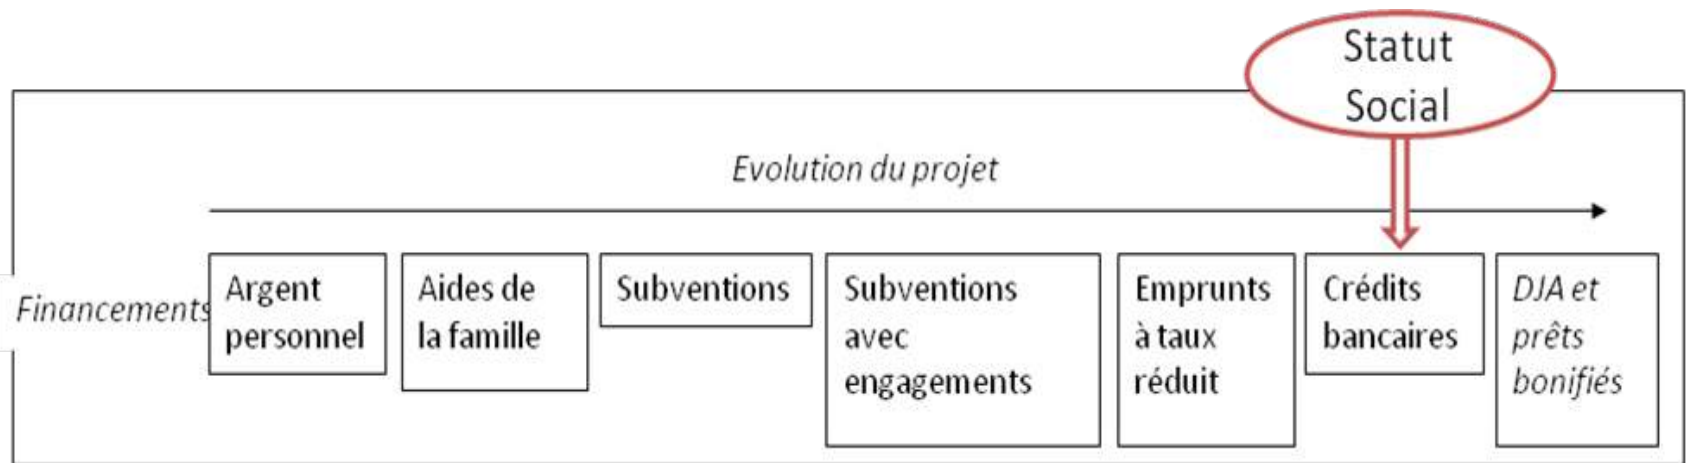 Statut
Social
Evolution du projet
Financements
Argent
personnel
Aides de
la famille
Subventions
Subventions
avec
engagements
Emprunts
à taux
réduit
Crédits
bancaires
DJA et
prêts
bonifiés